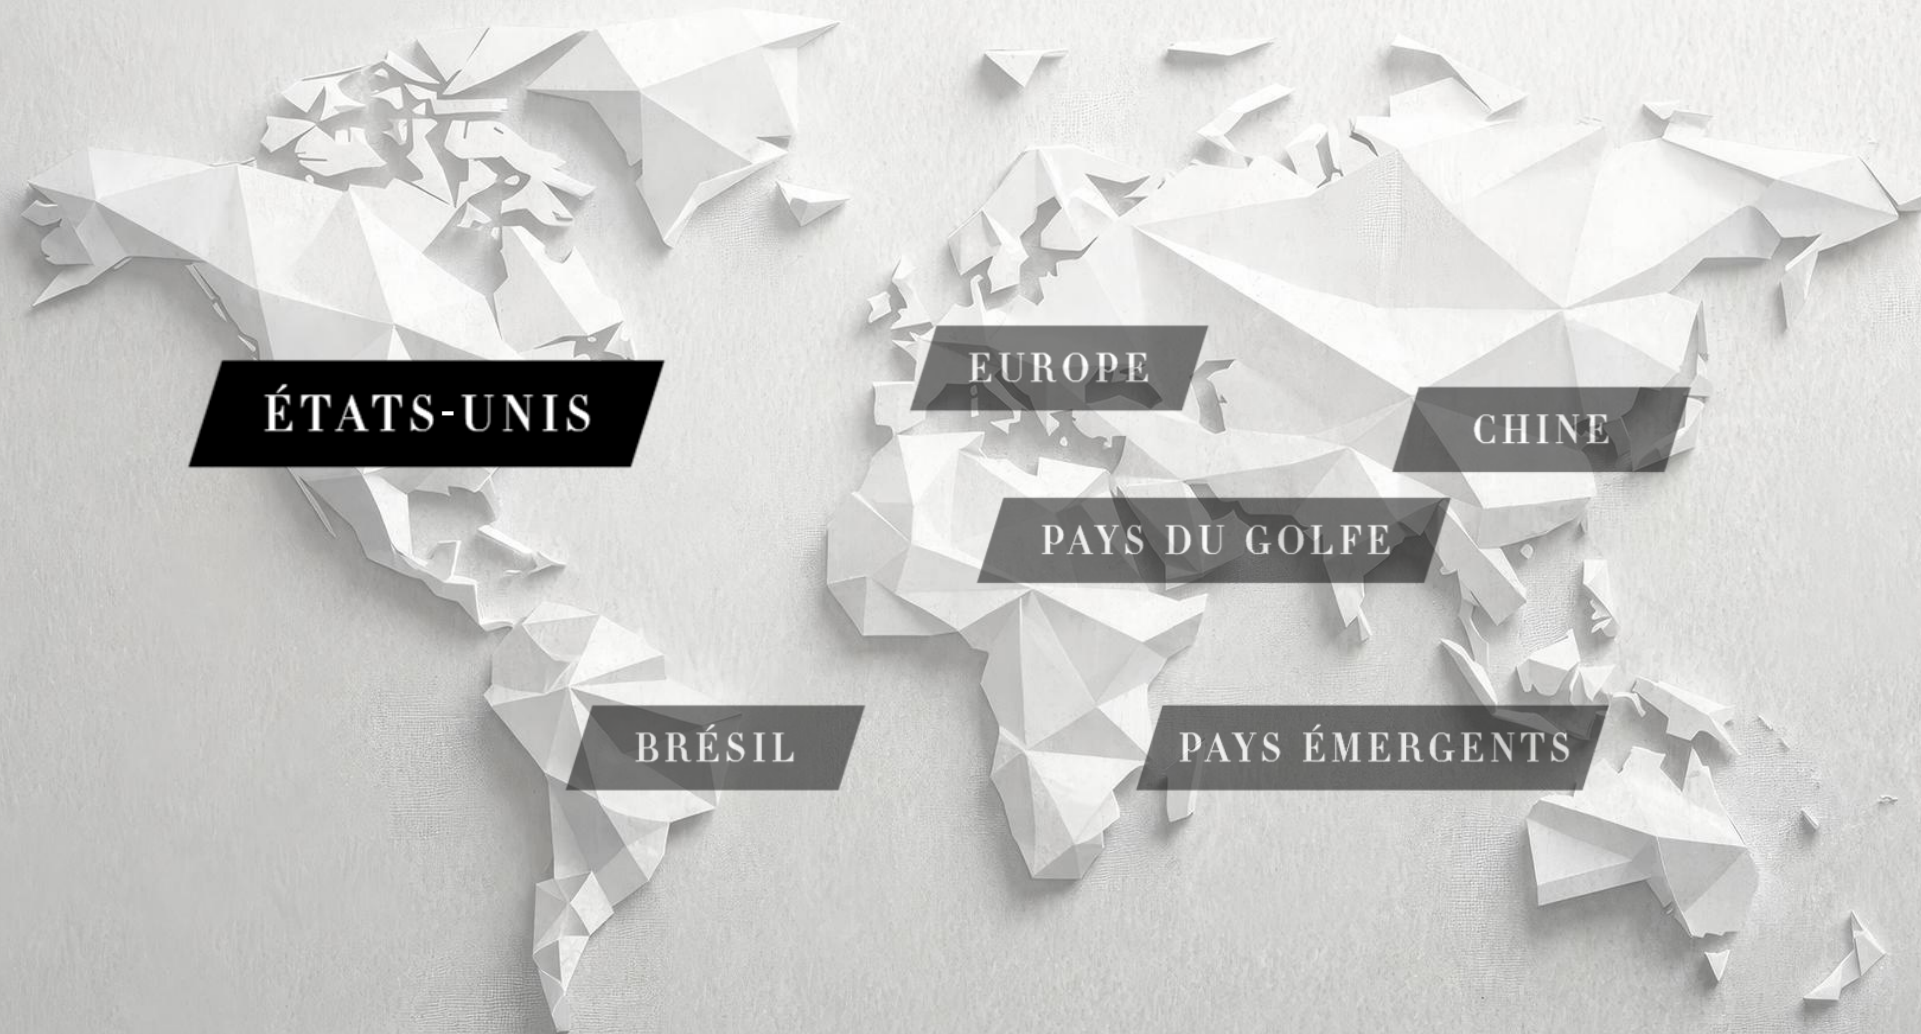 EUROPE
ÉTATS-UNIS
CHINE
PAYS DU GOLFE
BRÉSIL
PAYS ÉMERGENTS